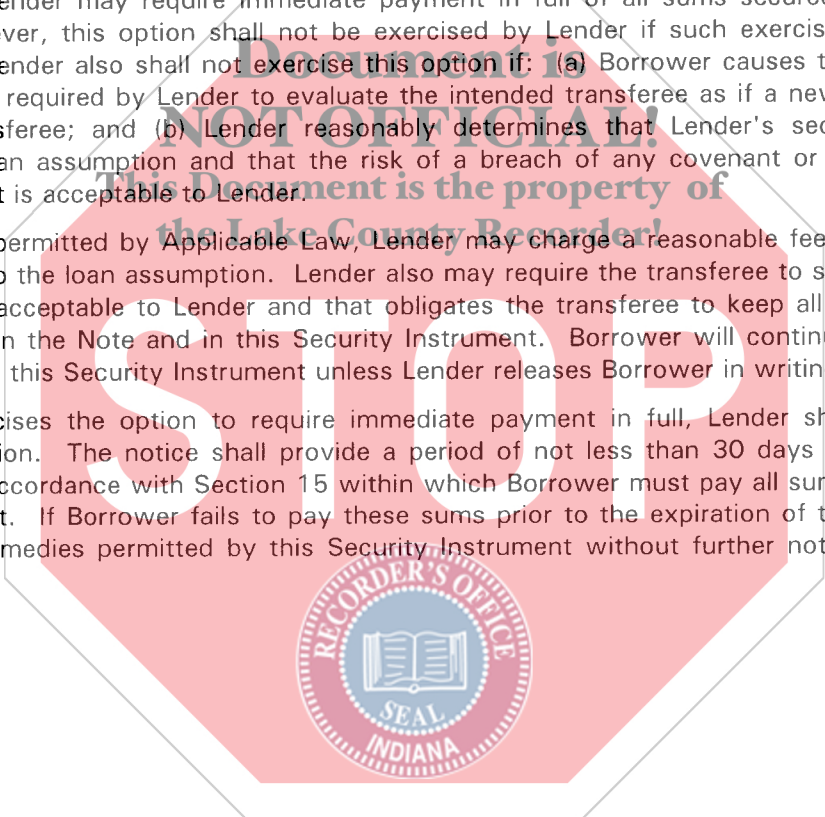 ender may require immediate payment in full of all sums secured
ver, this option shall not be exercised by Lender if such exercis
ender also shall not exercise this option if: (a) Borrower causes t
required by Lender to evaluate the intended transferee as if a nev
sferee; and (b) Lender reasonably determines that Lender's sec
an assumption and that the risk of a breach of any covenant or
t is acceptable to Lender.
Document is
NOT OFFICIAL!
This Document is the property of
the Lake County Recorder!
permitted by Applicable Law, Lender may charge a reasonable fee
o the loan assumption. Lender also may require the transferee to s
acceptable to Lender and that obligates the transferee to keep all
n the Note and in this Security Instrument. Borrower will contin
this Security Instrument unless Lender releases Borrower in writin
STOP
cises the option to require immediate payment in full, Lender sh
ion. The notice shall provide a period of not less than 30 days
ccordance with Section 15 within which Borrower must pay all sur
t. If Borrower fails to pay these sums prior to the expiration of t
medies permitted by this Security Instrument without further not
RECORDER'S OFFICE
SEAL
INDIANA